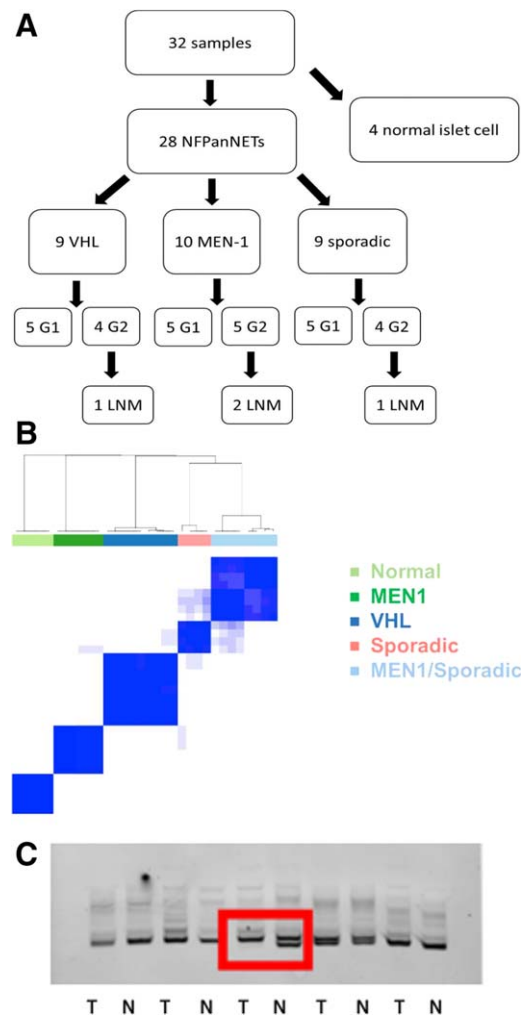 A
32 samples
28 NFPanNETs
4 normal islet cell
9 VHL
10 MEN-1
9 sporadic
5 G1
4 G2
5 G1
5 G2
5 G1
4 G2
1 LNM
2 LNM
1 LNM
B
Normal
MEN1
VHL
Sporadic
MEN1/Sporadic
C
T N T N T N T N T N